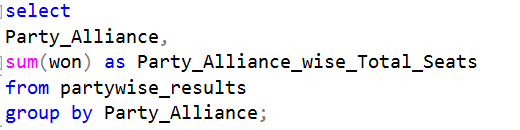 select
Party_Alliance,
sum(won) as Party_Alliance_wise_Total_Seats
from partywise_results
group by Party_Alliance;